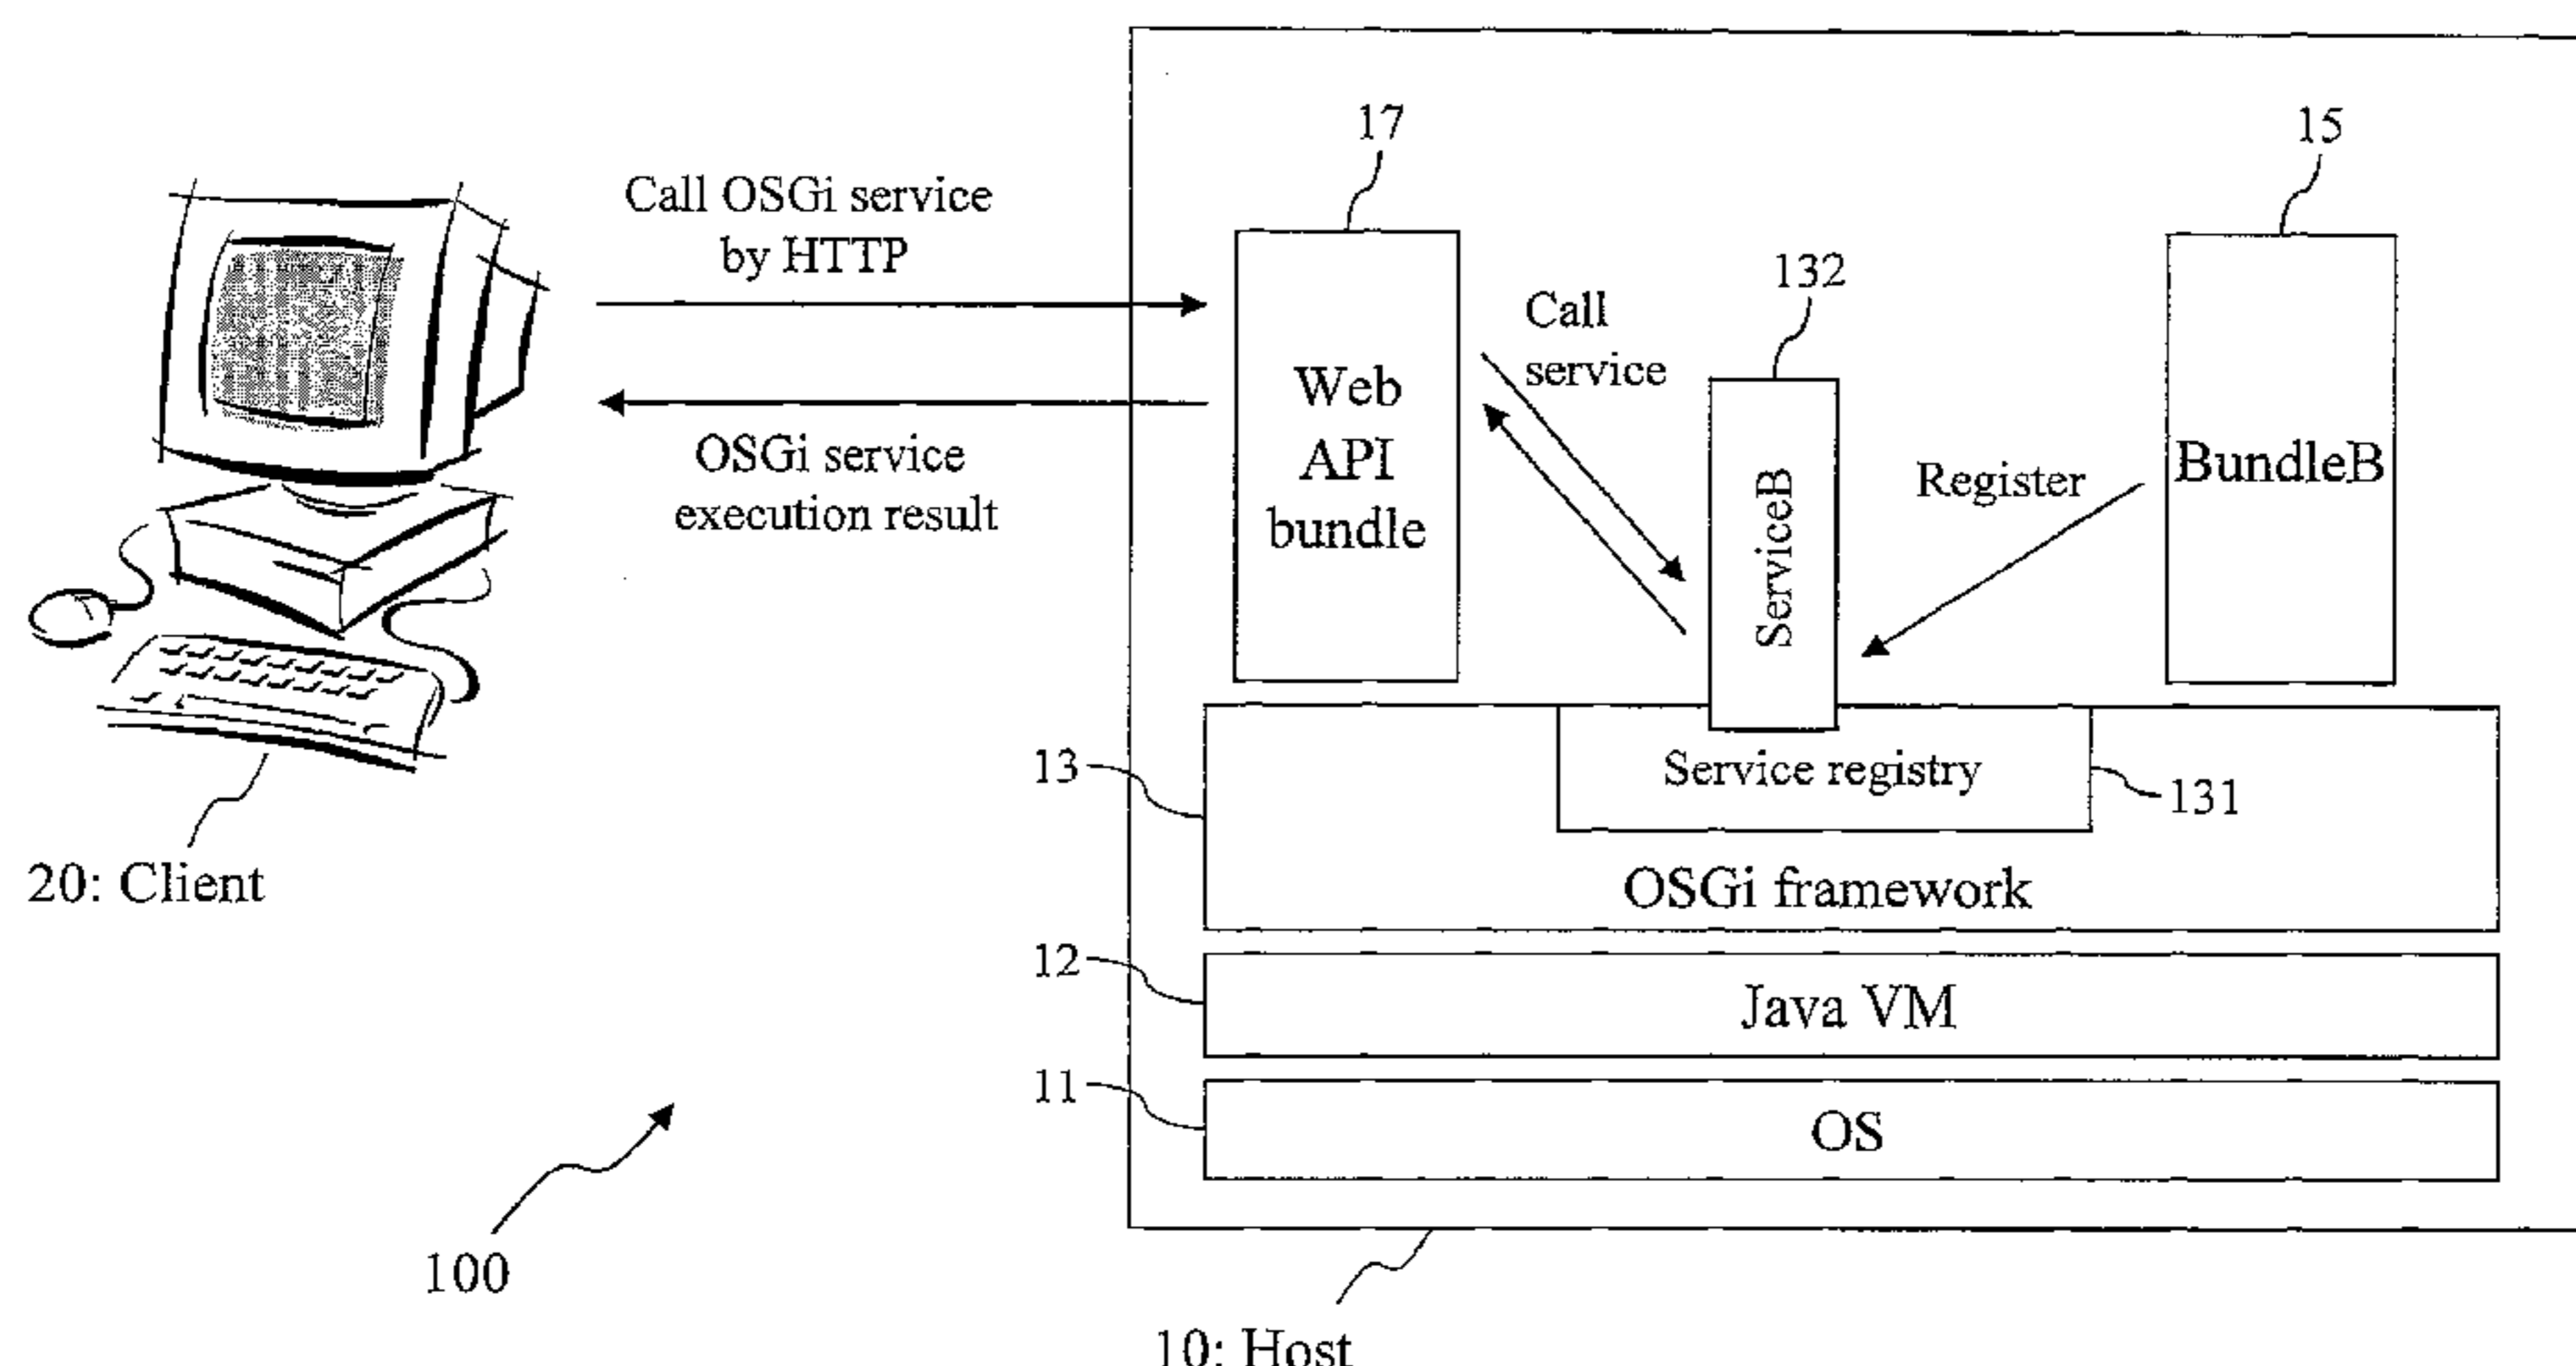 17
15
Call OSGi service
by HTTP
132
Call
service
Web
API
bundle
OSGi service
execution result
ServiceB
Register
BundleB
13
Service registry
131
20: Client
OSGi framework
12
Java VM
11
OS
100
10: Host